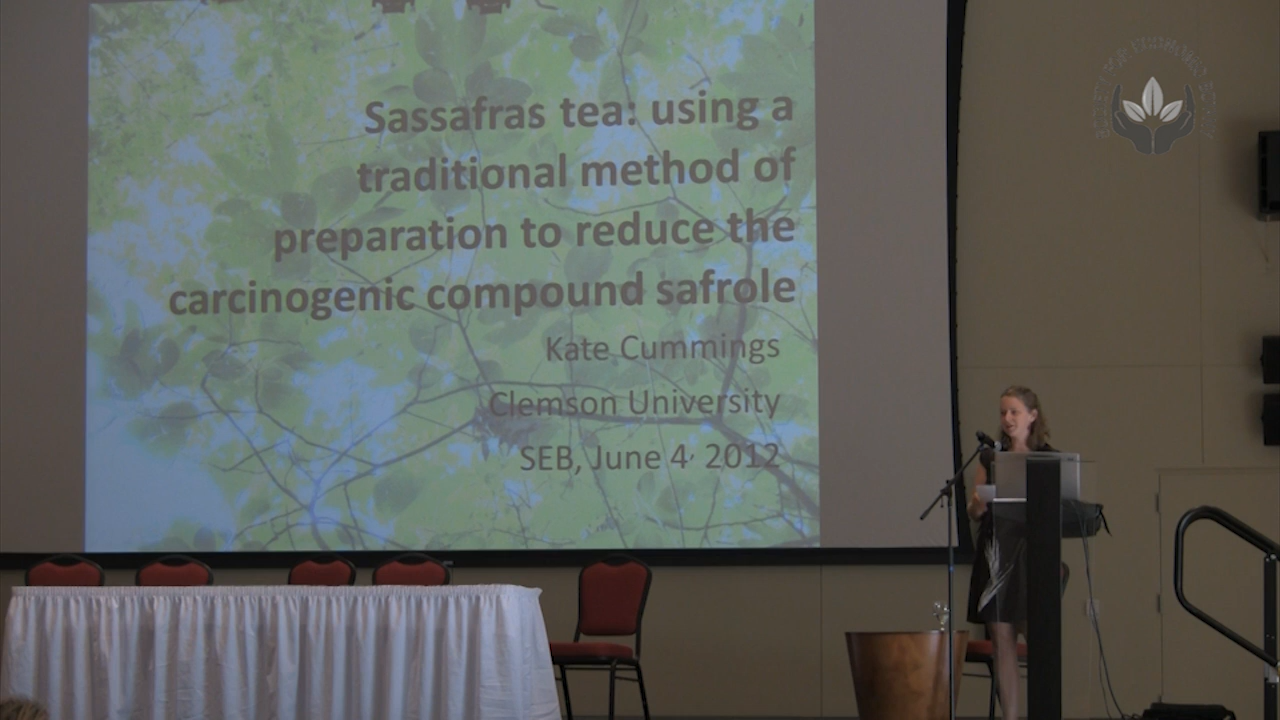 Sassafras tea: using a
traditional method of
preparation to reduce the
carcinogenic compound safrole
Kate Cummings
Clemson University
SEB, June 4, 2012